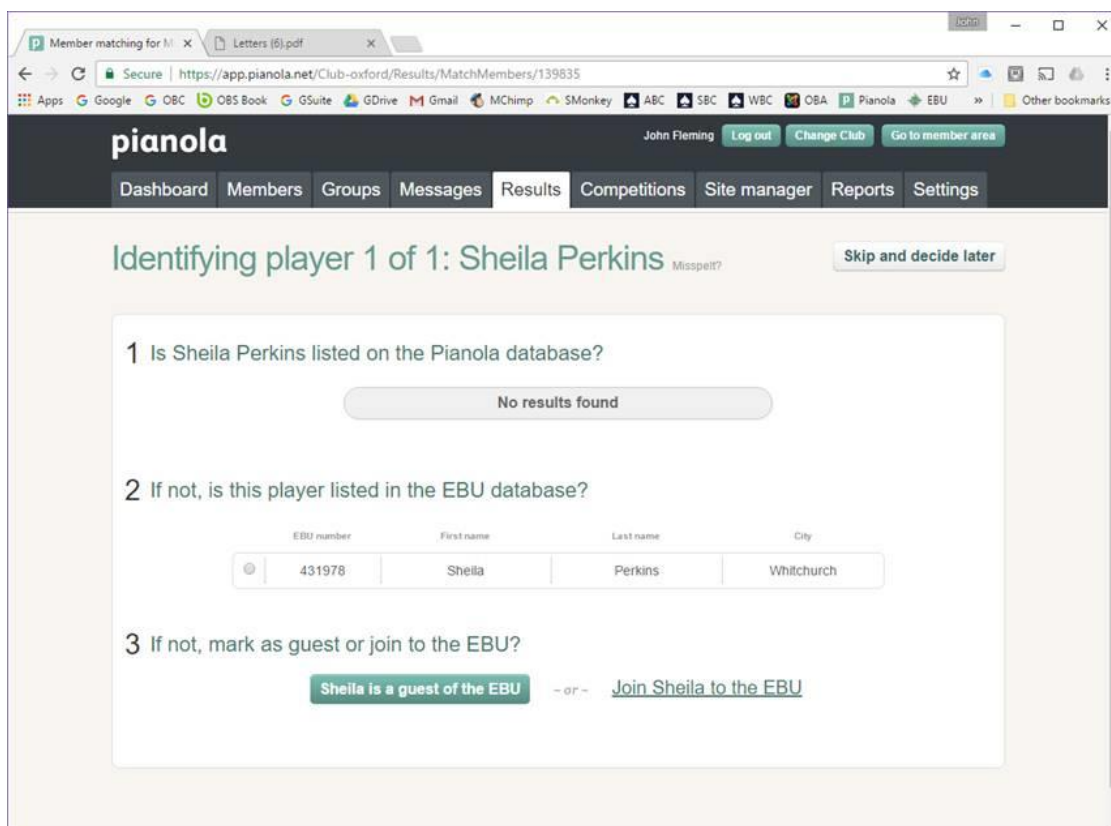 John
Member matching for M
Letters (6).pdf
Secure | https://app.pianola.net/Club-oxford/Results/MatchMembers/139835
Apps Google OBC OBS Book GSuite GDrive Gmail MChimp SMonkey ABC SBC WBC OBA Pianola EBU » Other bookmarks
pianola
John Fleming Log out Change Club Go to member area
Dashboard Members Groups Messages Results Competitions Site manager Reports Settings
Identifying player 1 of 1: Sheila Perkins Misspelt? Skip and decide later
1 Is Sheila Perkins listed on the Pianola database?
No results found
2 If not, is this player listed in the EBU database?
EBU number First name Last name City
431978 Sheila Perkins Whitchurch
3 If not, mark as guest or join to the EBU?
Sheila is a guest of the EBU - or - Join Sheila to the EBU